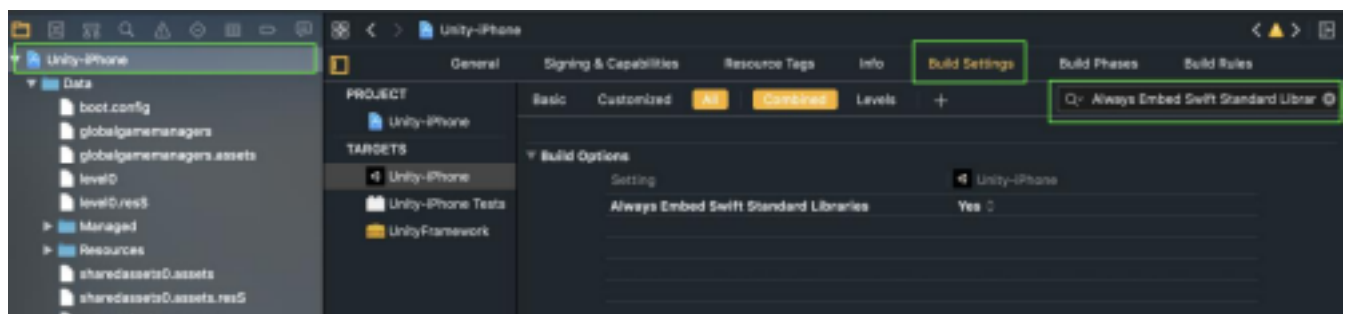 Unity-iPhone
Unity-iPhone
General Signing & Capabilities Resource Tags Info Build Settings Build Phases Build Rules
Data
boot.config
globalgamemanagers
globalgamemanagers.assets
level0
level0.resS
Managed
Resources
sharedassets0.assets
sharedassets0.assets.resS
PROJECT
Unity-iPhone
TARGETS
Unity-iPhone
Unity-iPhone Tests
UnityFramework
Basic Customized All Combined Levels +
Always Embed Swift Standard Librar
Build Options
Setting Unity-iPhone
Always Embed Swift Standard Libraries Yes